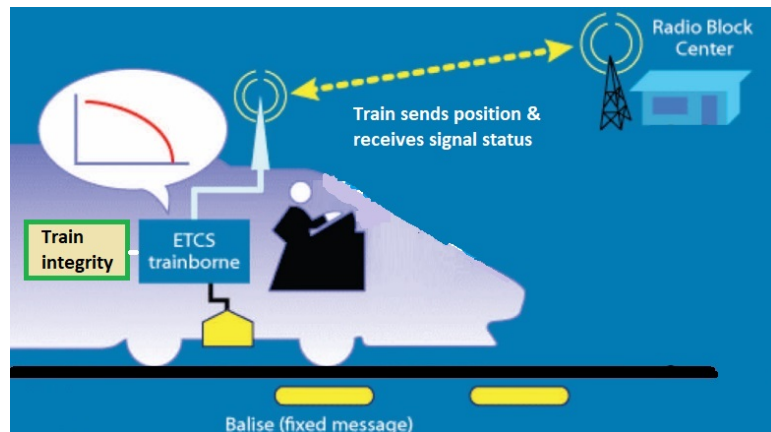 Radio Block
Center
Train sends position &
receives signal status
Train
integrity
ETCS
trainborne
Balise (fixed message)